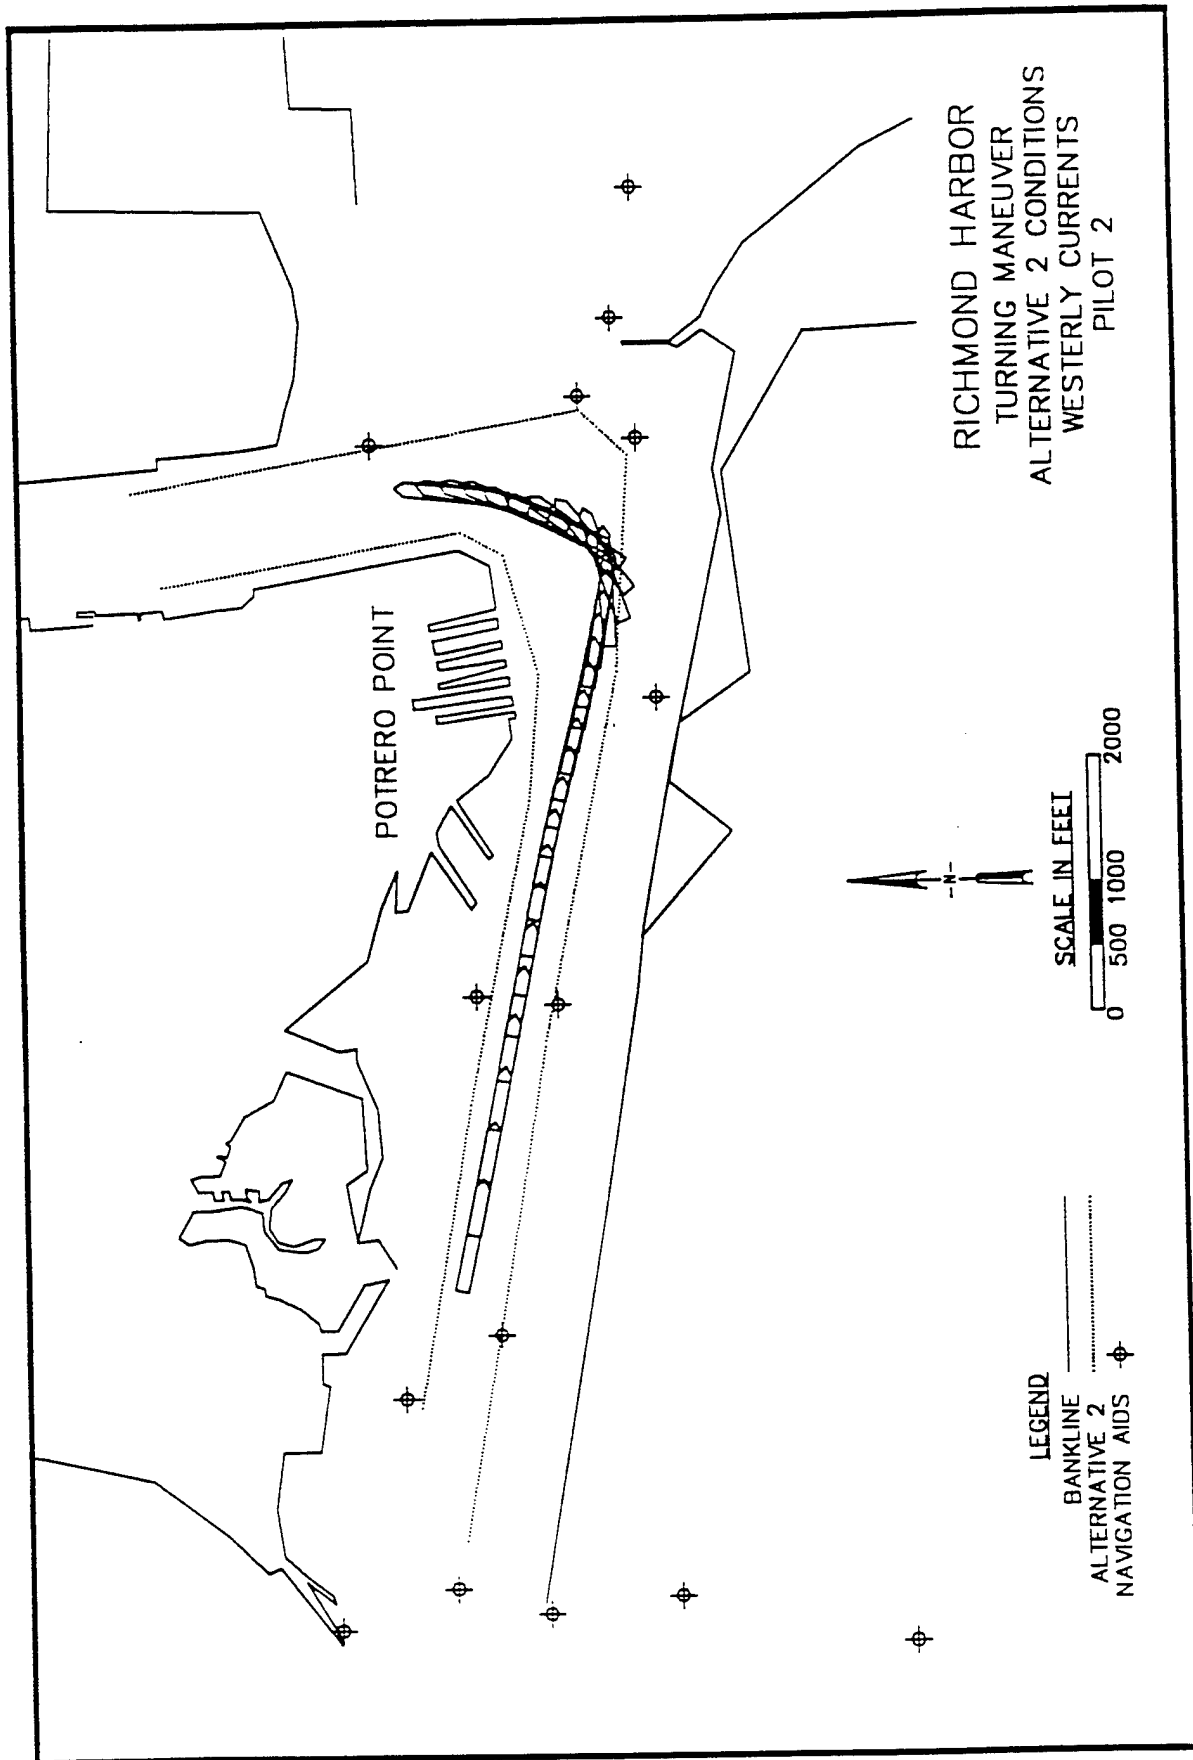 RICHMOND HARBOR
TURNING MANEUVER
ALTERNATIVE 2 CONDITIONS
WESTERLY CURRENTS
PILOT 2
POTRERO POINT
-N-
SCALE IN FEET
0 500 1000 2000
LEGEND
BANKLINE
ALTERNATIVE 2
NAVIGATION AIDS